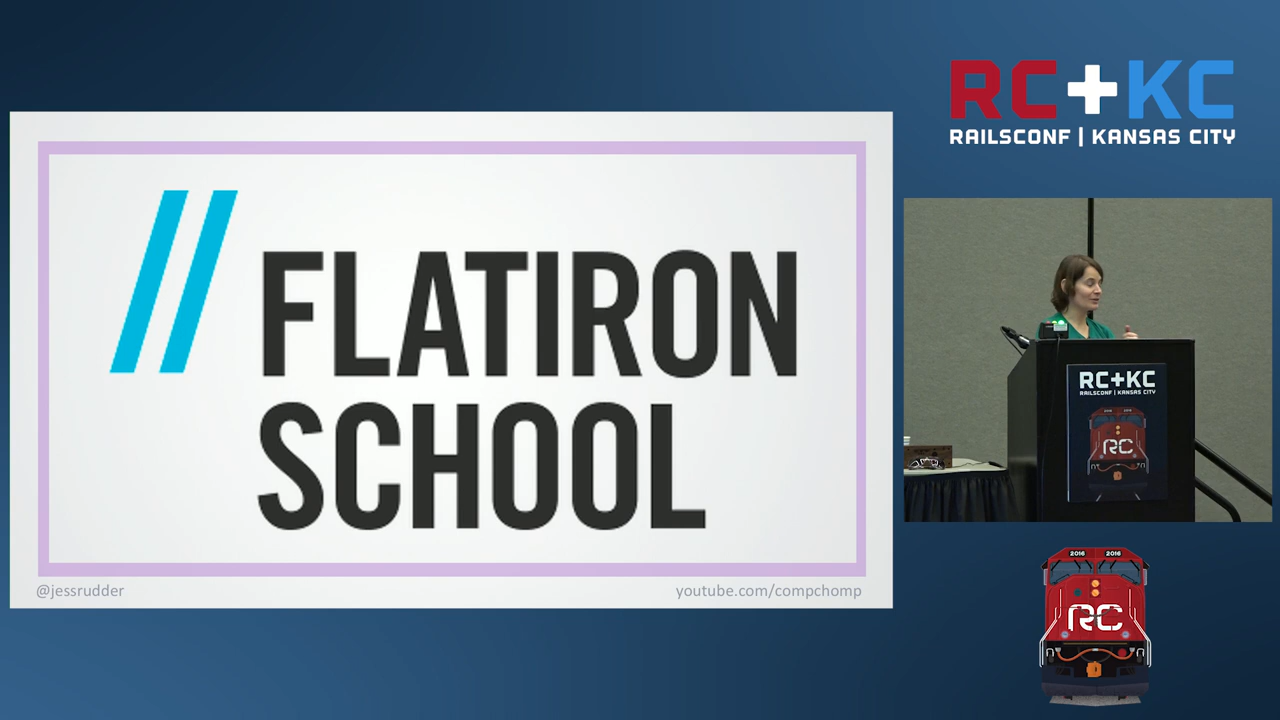 RC+KC
RAILSCONF | KANSAS CITY
// FLATIRON
SCHOOL
@jessrudder
youtube.com/compchomp
RC+KC
RAILSCONF | KANSAS CITY
RC
2016 2016
RC